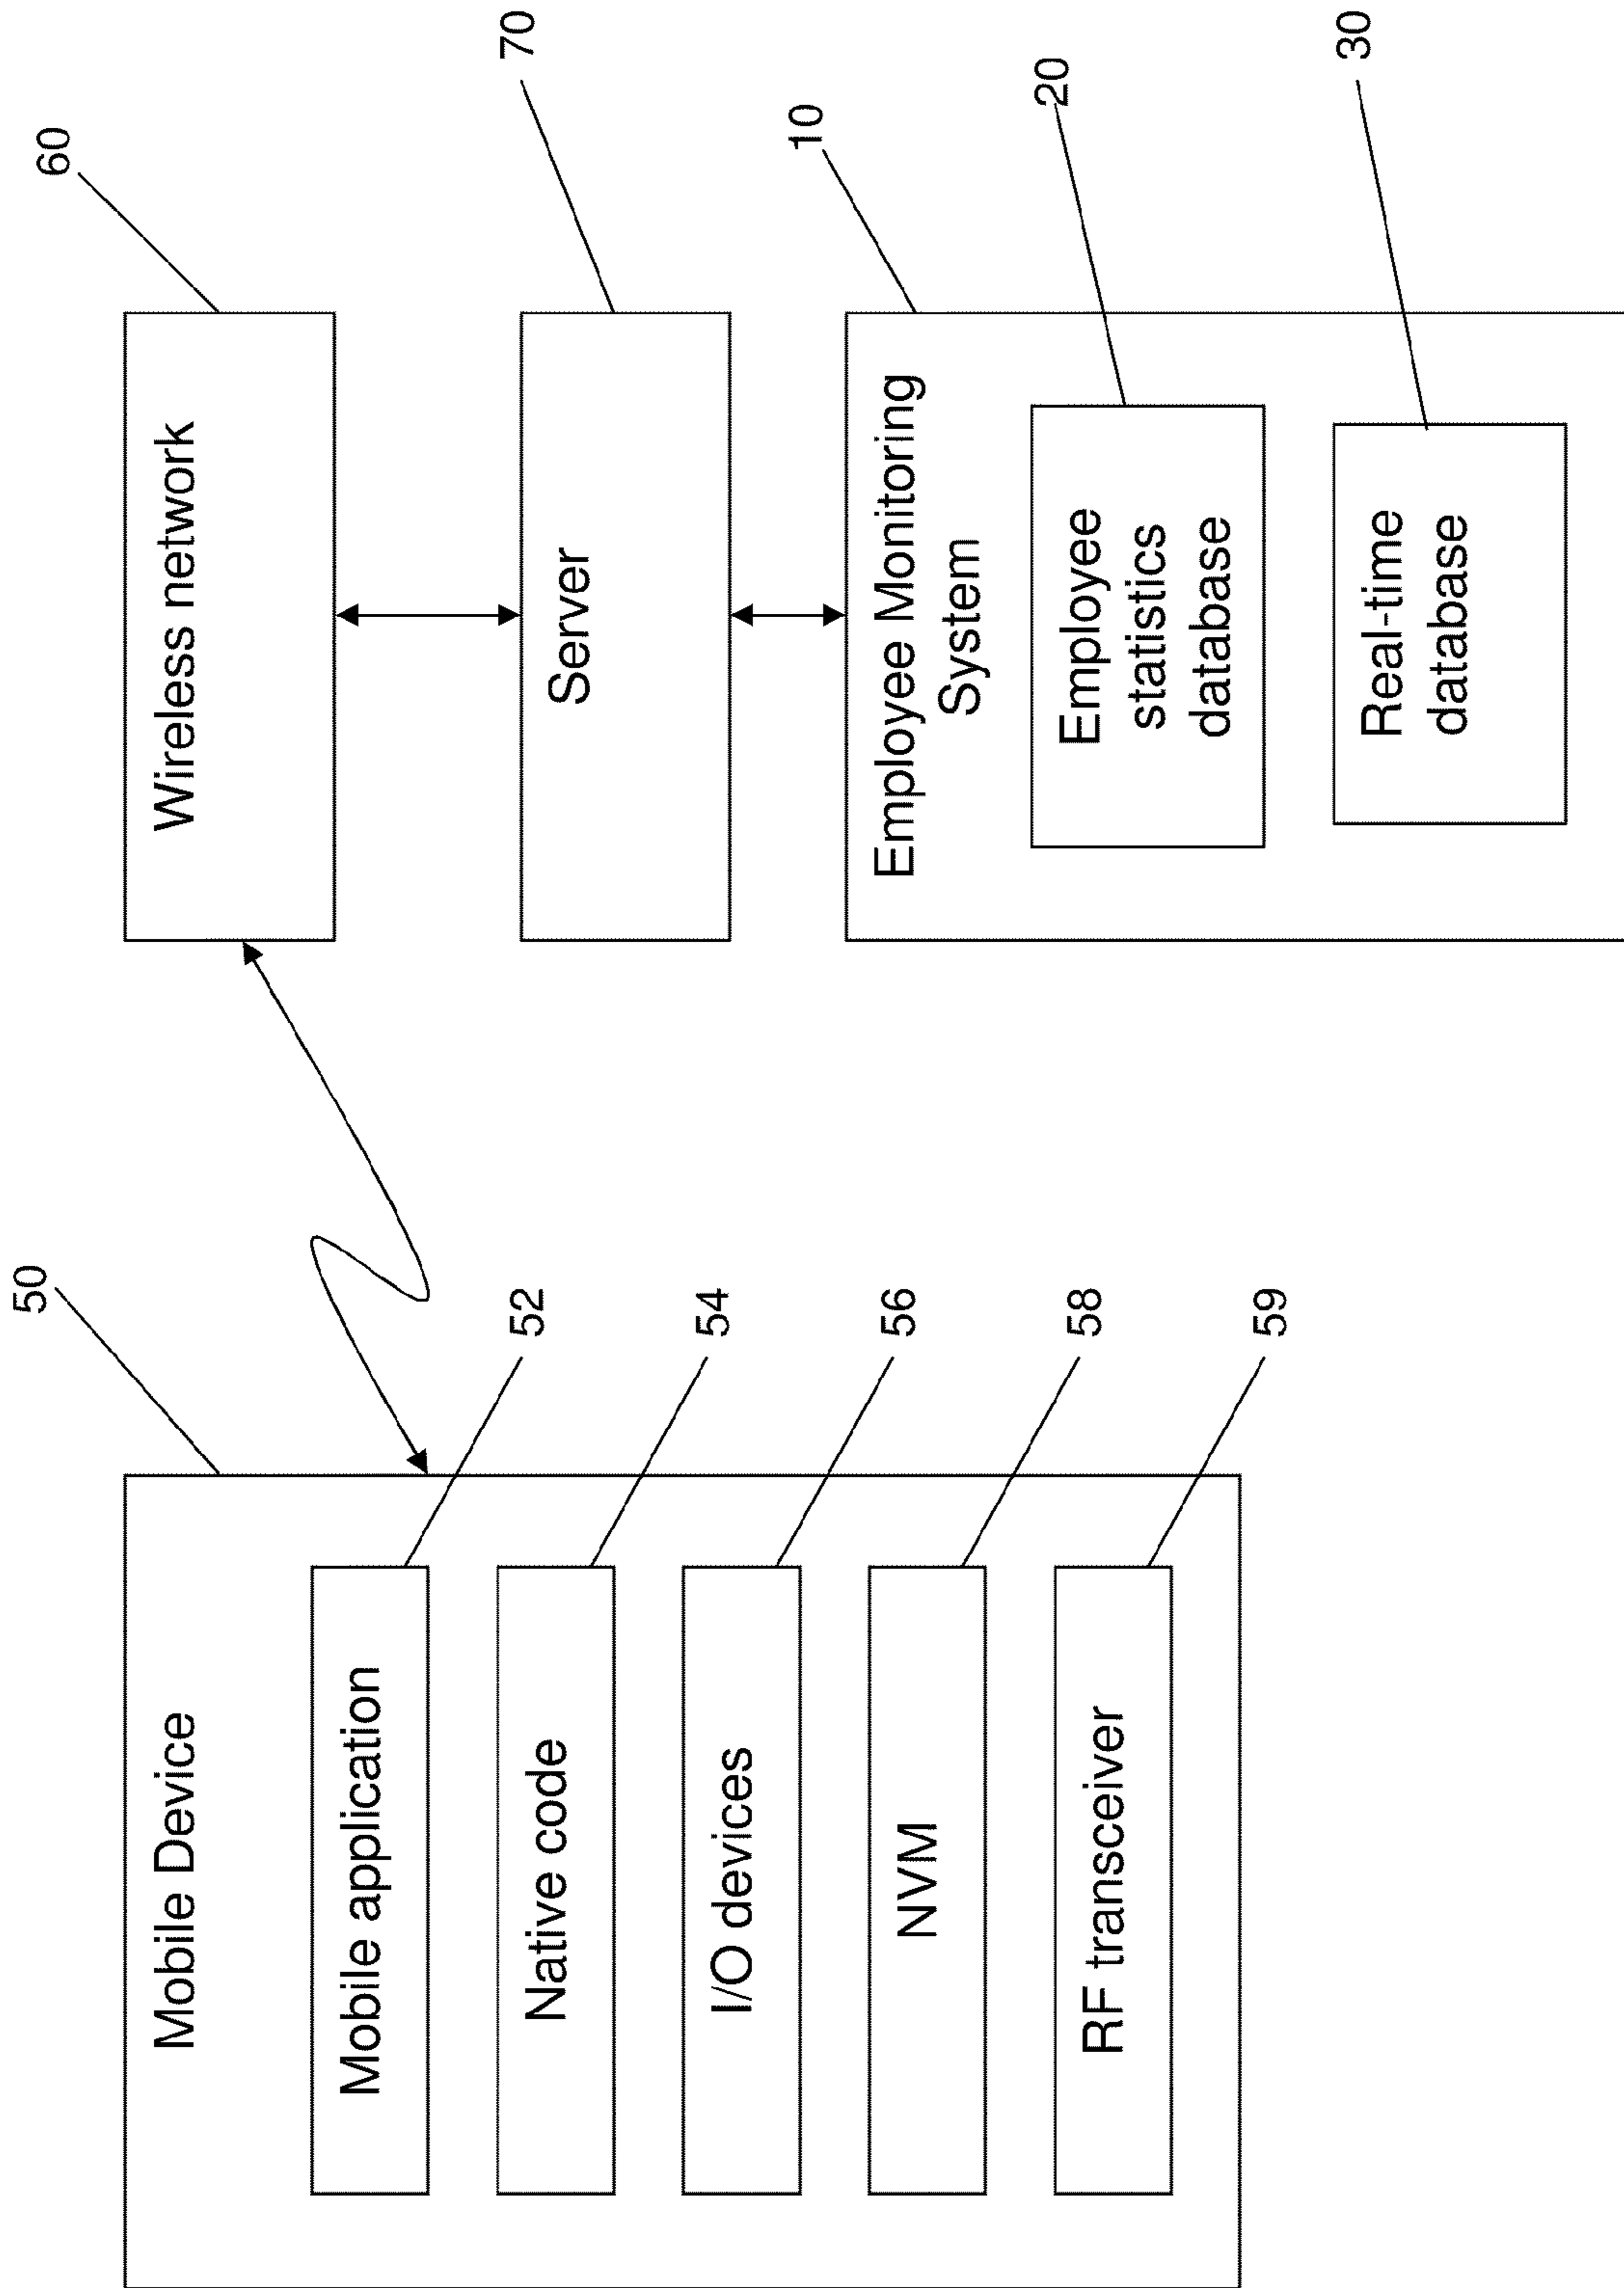 50
Mobile Device
Mobile application
52
Native code
54
I/O devices
56
NVM
58
RF transceiver
59
60
Wireless network
70
Server
10
Employee Monitoring
System
20
Employee
statistics
database
30
Real-time
database